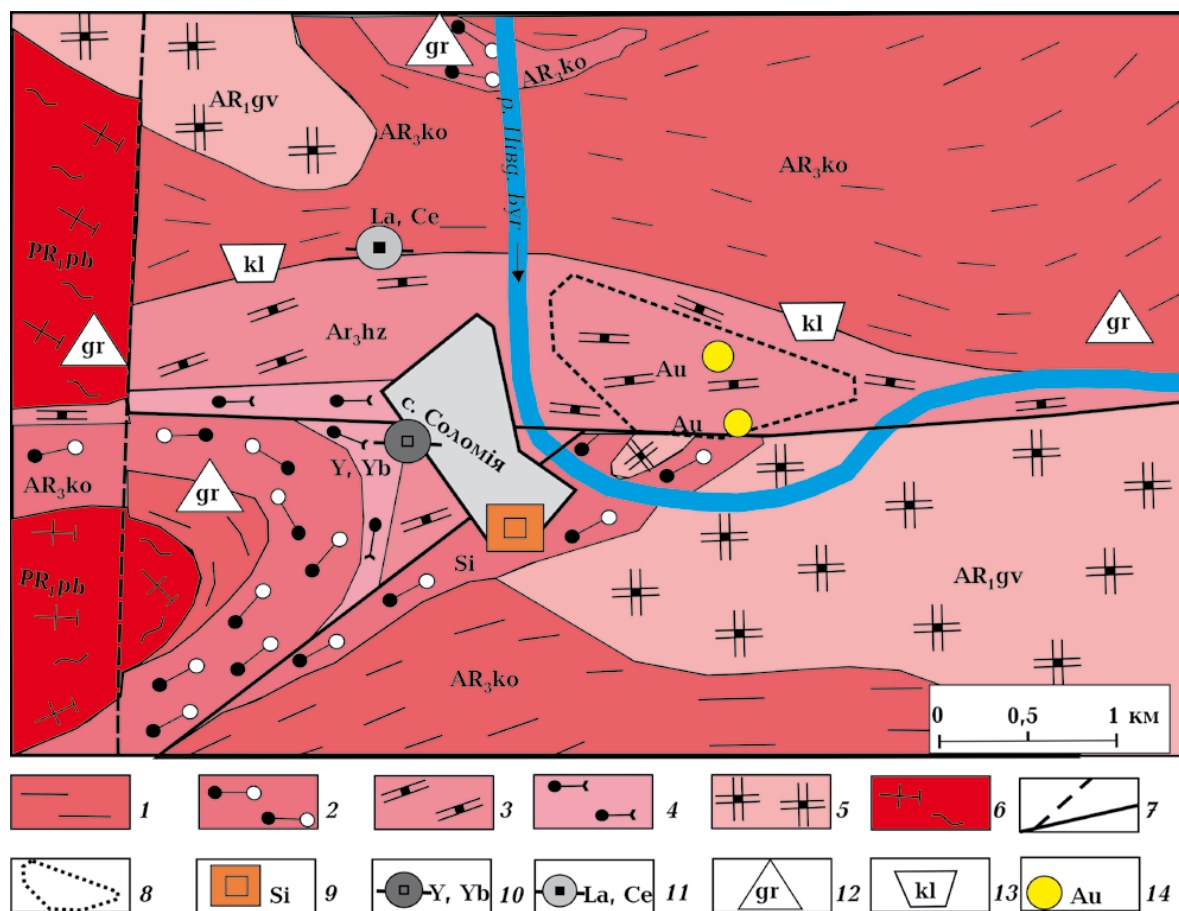 gr
AR₃ko
AR₁gv
AR₃ko
AR₃ko
р. Півд. Буг
La, Ce
PR₁pb
kl
kl
gr
gr
Ar₃hz
Au
с. Соломія
Au
Y, Yb
gr
AR₃ko
Si
PR₁pb
AR₁gv
AR₃ko
0 0,5 1 км
1 2 3 4 5 6 7
8 Si 9 Y, Yb 10 La, Ce 11 gr 12 kl 13 Au 14